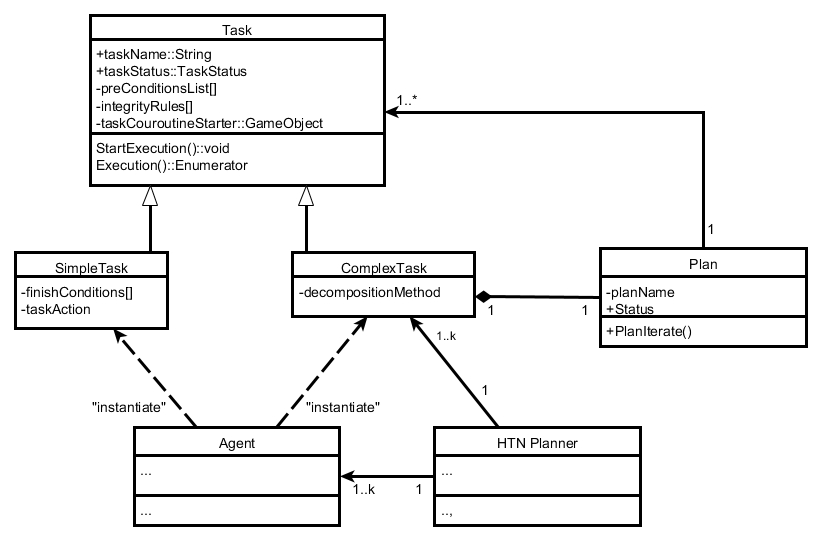 Task
+taskName::String
+taskStatus::TaskStatus
-preConditionsList[]
-integrityRules[]
-taskCouroutineStarter::GameObject
StartExecution()::void
Execution()::Enumerator
1..*
1
SimpleTask
-finishConditions[]
-taskAction
ComplexTask
-decompositionMethod
1
1
Plan
-planName
+Status
+PlanIterate()
1..k
1
"instantiate"
"instantiate"
Agent
...
...
1..k
1
HTN Planner
...
..,